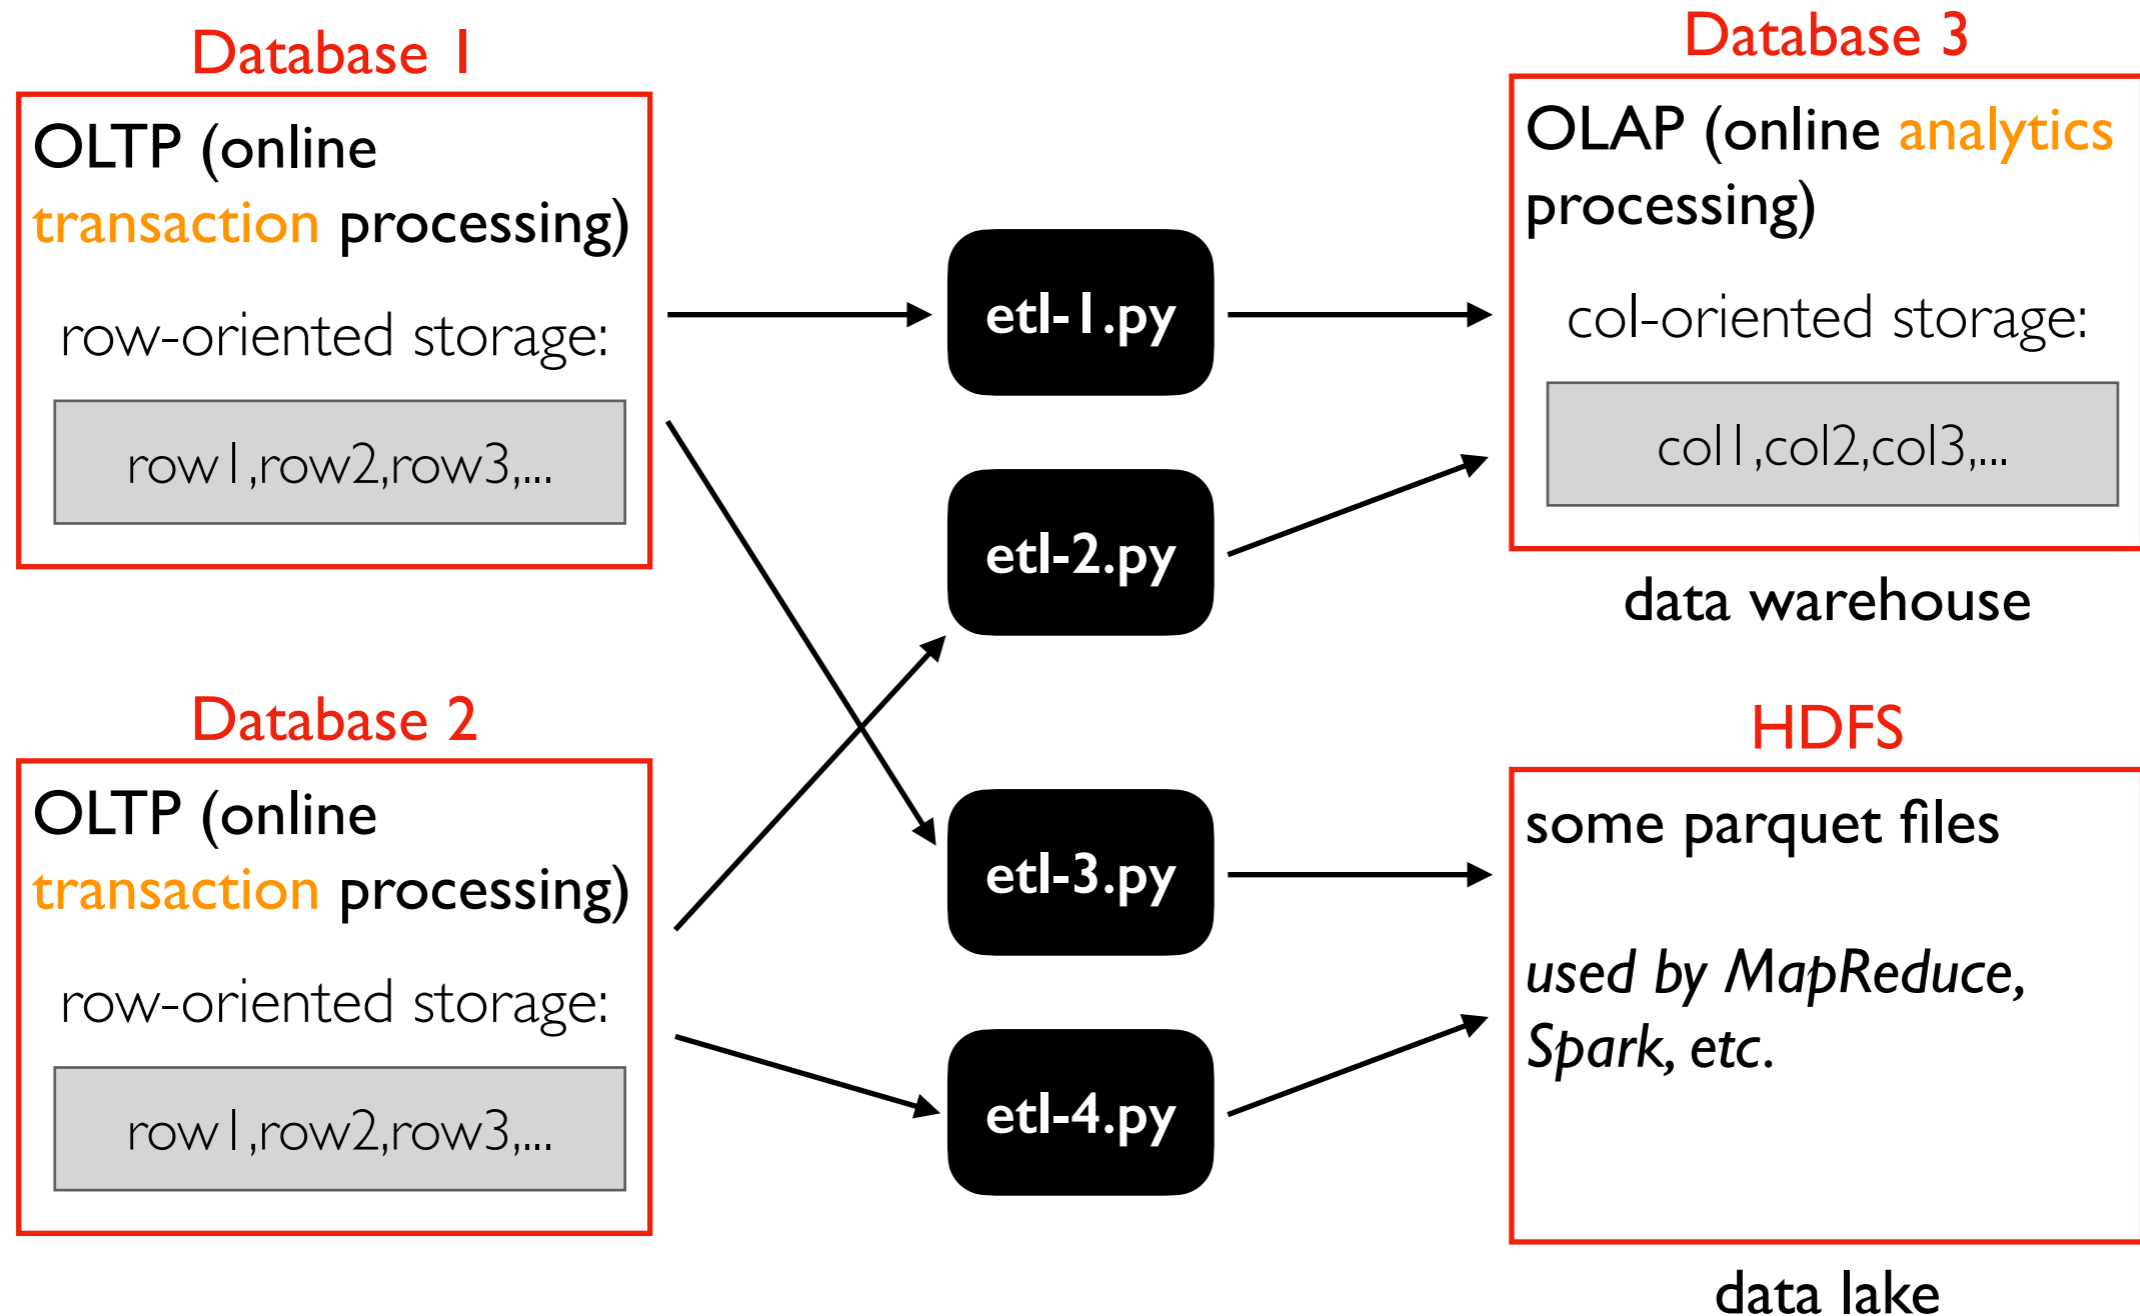 Database 1
OLTP (online
transaction processing)
row-oriented storage:
row1,row2,row3,...
Database 2
OLTP (online
transaction processing)
row-oriented storage:
row1,row2,row3,...
etl-1.py
etl-2.py
etl-3.py
etl-4.py
Database 3
OLAP (online analytics
processing)
col-oriented storage:
col1,col2,col3,...
data warehouse
HDFS
some parquet files
used by MapReduce,
Spark, etc.
data lake